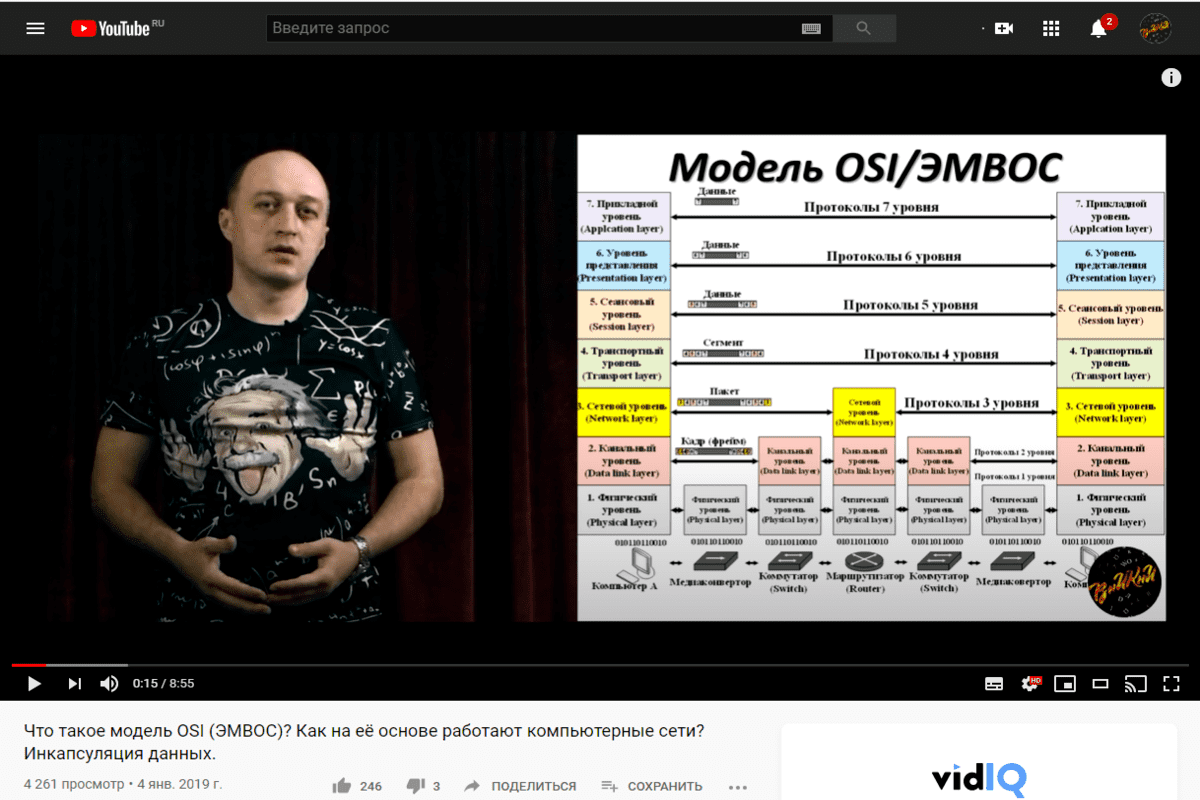 YouTube RU
Введите запрос
2
Модель OSI/ЭМВОС
7. Прикладной
уровень
(Applcation layer)
Данные
Протоколы 7 уровня
7. Прикладной
уровень
(Applcation layer)
6. Уровень
представления
(Presentation layer)
Данные
Протоколы 6 уровня
6. Уровень
представления
(Presentation layer)
5. Сеансовый
уровень
(Session layer)
Данные
Протоколы 5 уровня
5. Сеансовый уровень
(Session layer)
4. Транспортный
уровень
(Transport layer)
Сегмент
Протоколы 4 уровня
4. Транспортный
уровень
(Transport layer)
3. Сетевой уровень
(Network layer)
Пакет
Сетевой
уровень
(Network layer)
Протоколы 3 уровня
3. Сетевой уровень
(Network layer)
2. Канальный
уровень
(Data link layer)
Кадр (фрейм)
Канальный
уровень
(Data link layer)
Канальный
уровень
(Data link layer)
Канальный
уровень
(Data link layer)
Протоколы 2 уровня
Протоколы 1 уровня
2. Канальный
уровень
(Data link layer)
1. Физический
уровень
(Physical layer)
Физический
уровень
(Physical layer)
Физический
уровень
(Physical layer)
Физический
уровень
(Physical layer)
Физический
уровень
(Physical layer)
Физический
уровень
(Physical layer)
1. Физический
уровень
(Physical layer)
010110110010 010110110010 010110110010 010110110010 010110110010 010110110010 010110110010
Компьютер А
Медиаконвертор
Коммутатор
(Switch)
Маршрутизатор
(Router)
Коммутатор
(Switch)
Медиаконвертор
ВиКиИ
(cosφ+isinφ)
y=cosx
Sn
0:15 / 8:55
HD
Что такое модель OSI (ЭМВОС)? Как на её основе работают компьютерные сети?
Инкапсуляция данных.
4 261 просмотр • 4 янв. 2019 г.
246
3
ПОДЕЛИТЬСЯ
СОХРАНИТЬ
vidIQ